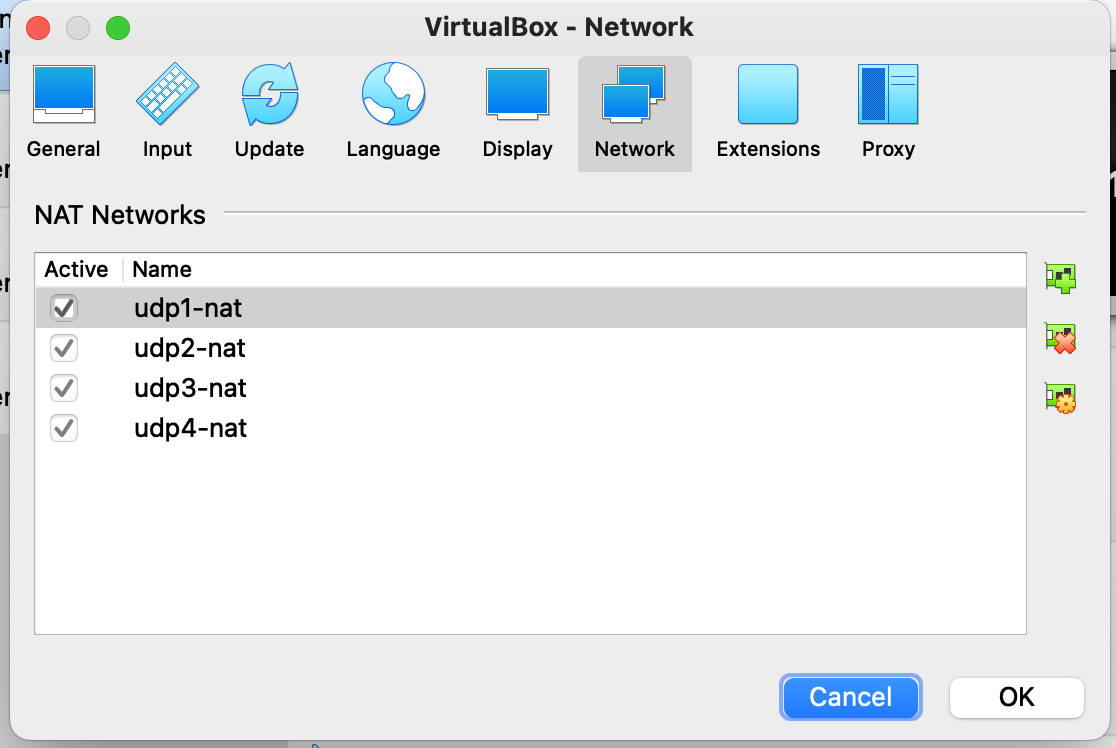 VirtualBox - Network
General Input Update Language Display Network Extensions Proxy
NAT Networks
Active Name
udp1-nat
udp2-nat
udp3-nat
udp4-nat
Cancel OK